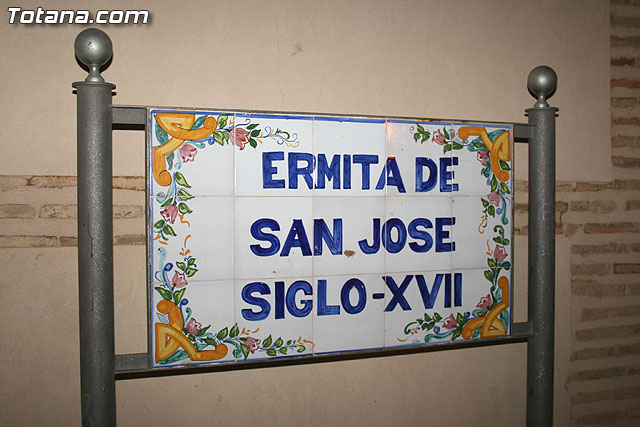 Totana.com
ERMITA DE
SAN JOSE
SIGLO-XVII